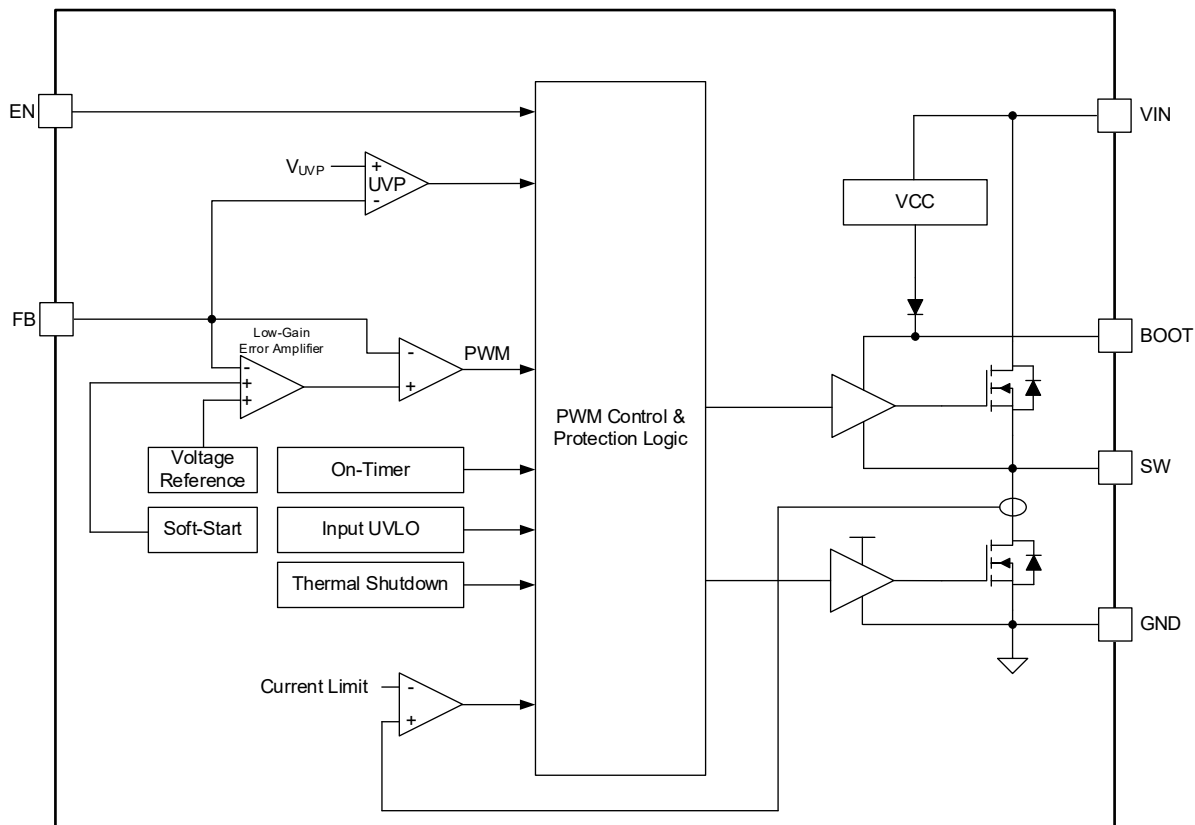 EN
VIN
VUVP
+
UVP
-
VCC
FB
Low-Gain
Error Amplifier
-
+
+
-
+
PWM
BOOT
PWM Control &
Protection Logic
Voltage
Reference
On-Timer
SW
Soft-Start
Input UVLO
Thermal Shutdown
GND
Current Limit
-
+